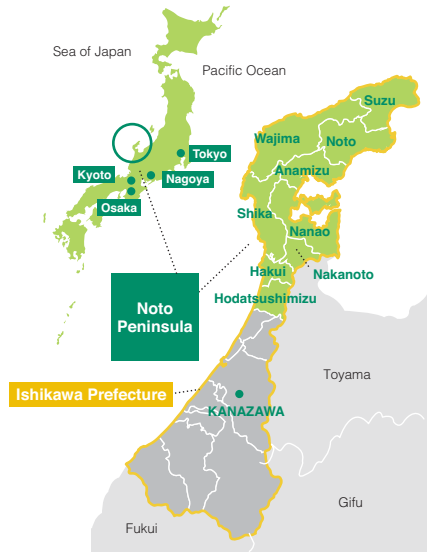 Sea of Japan
Pacific Ocean
Suzu
Wajima
Noto
Tokyo
Anamizu
Kyoto
Nagoya
Osaka
Shika
Nanao
Hakui
Nakanoto
Hodatsushimizu
Noto
Peninsula
Toyama
Ishikawa Prefecture
KANAZAWA
Gifu
Fukui